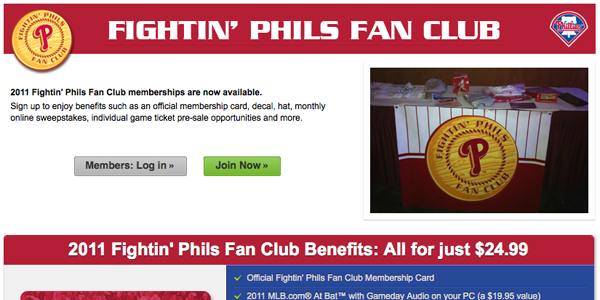 FIGHTIN' PHILS FAN CLUB
FIGHTIN' PHILS
P
FAN CLUB
Phillies
2011 Fightin' Phils Fan Club memberships are now available.
Sign up to enjoy benefits such as an official membership card, decal, hat, monthly
online sweepstakes, individual game ticket pre-sale opportunities and more.
Members: Log in »
Join Now »
FIGHTIN' PHILS
P
FAN CLUB
2011 Fightin' Phils Fan Club Benefits: All for just $24.99
Official Fightin' Phils Fan Club Membership Card
2011 MLB.com® At Bat™ with Gameday Audio on your PC (a $19.95 value)